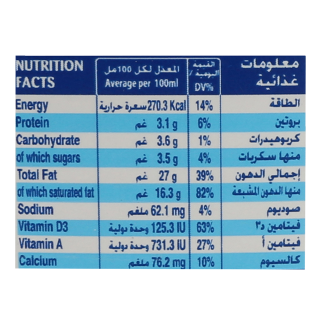 NUTRITION FACTS المعدل لكل 100 مل Average per 100ml القيمة اليومية / DV% معلومات غذائية
Energy 270.3 Kcal سعرة حرارية 14% الطاقة
Protein 3.1 g غم 6% بروتين
Carbohydrate 3.6 g غم 1% كربوهيدرات
of which sugars 3.5 g غم 4% منها سكريات
Total Fat 27 g غم 39% إجمالي الدهون
of which saturated fat 16.3 g غم 82% منها الدهون المشبعة
Sodium 62.1 mg ملغم 4% صوديوم
Vitamin D3 125.3 IU وحدة دولية 63% فيتامين د٣
Vitamin A 731.3 IU وحدة دولية 27% فيتامين أ
Calcium 76.2 mg ملغم 10% كالسيوم